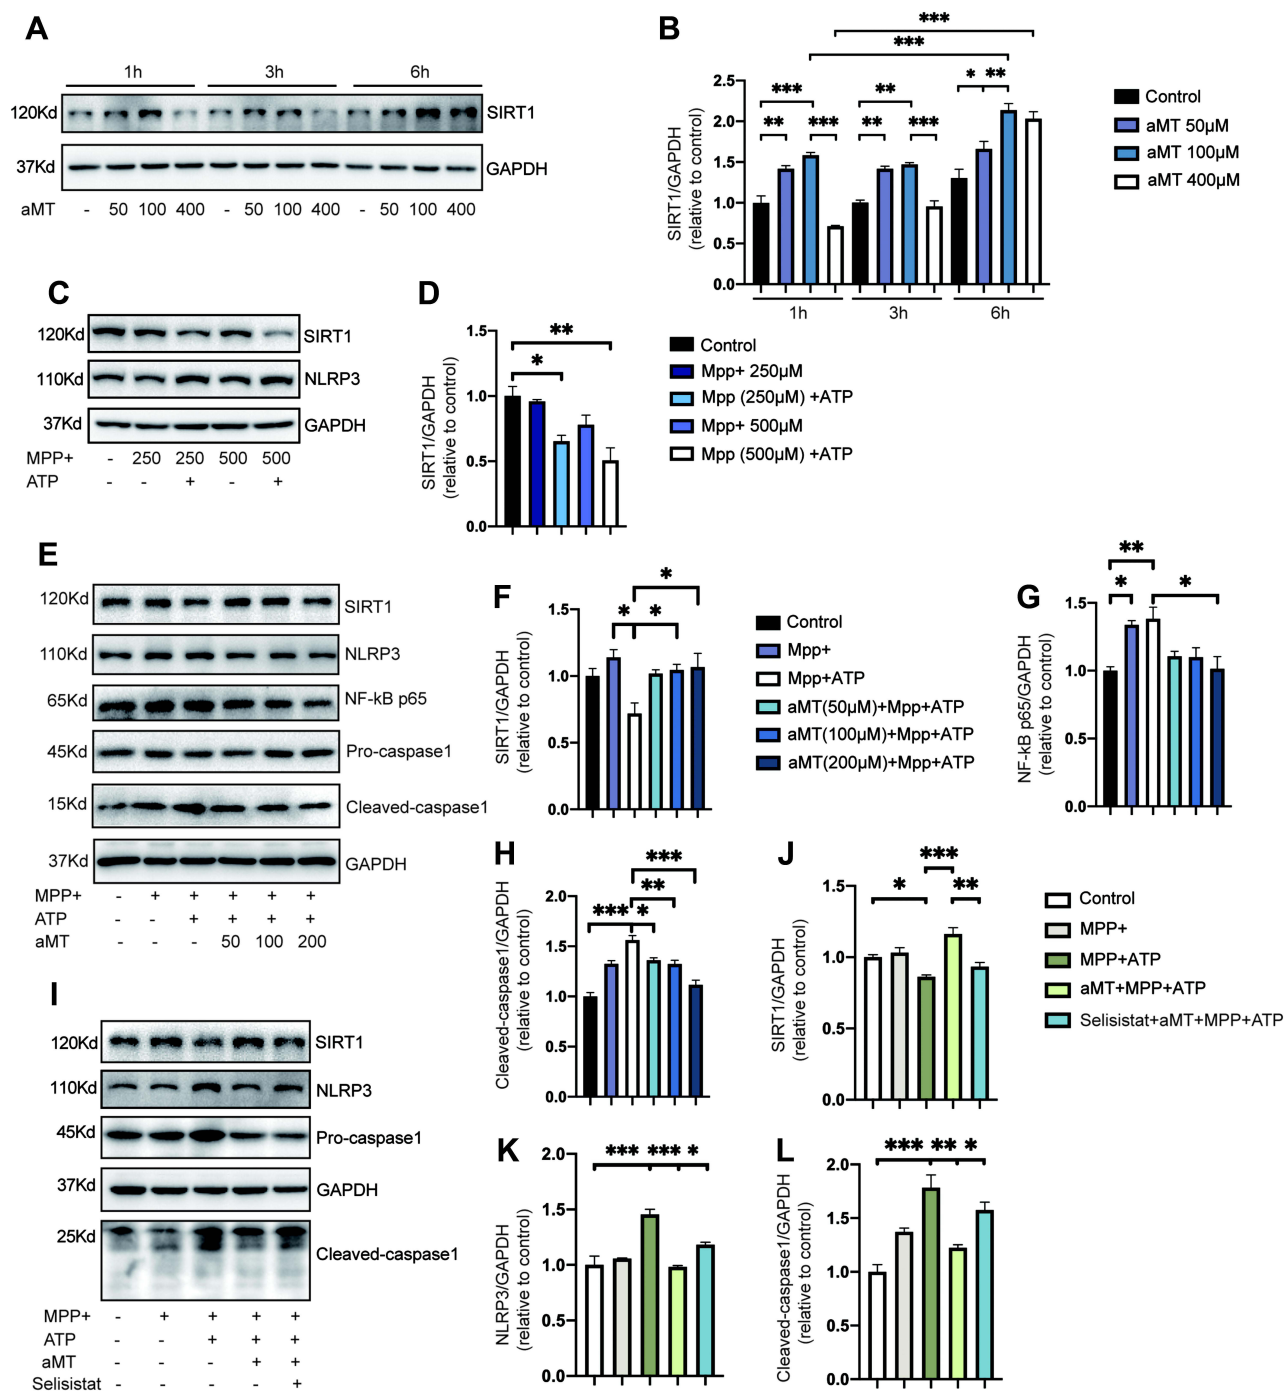 A
1h 3h 6h
120Kd SIRT1
37Kd GAPDH
aMT - 50 100 400 - 50 100 400 - 50 100 400
B
*** 
***
*** ** * **
** *** ** ***
SIRT1/GAPDH
(relative to control)
2.5
2.0
1.5
1.0
0.5
0.0
1h 3h 6h
Control
aMT 50μM
aMT 100μM
aMT 400μM
C
120Kd SIRT1
110Kd NLRP3
37Kd GAPDH
MPP+ - 250 250 500 500
ATP - - + - +
D
**
*
SIRT1/GAPDH
(relative to control)
1.5
1.0
0.5
0.0
Control
Mpp+ 250μM
Mpp (250μM) +ATP
Mpp+ 500μM
Mpp (500μM) +ATP
E
120Kd SIRT1
110Kd NLRP3
65Kd NF-kB p65
45Kd Pro-caspase1
15Kd Cleaved-caspase1
37Kd GAPDH
MPP+ - + + + + +
ATP - - + + + +
aMT - - - 50 100 200
F
*
* *
SIRT1/GAPDH
(relative to control)
1.5
1.0
0.5
0.0
Control
Mpp+
Mpp+ATP
aMT(50μM)+Mpp+ATP
aMT(100μM)+Mpp+ATP
aMT(200μM)+Mpp+ATP
G
**
* *
NF-kB p65/GAPDH
(relative to control)
1.5
1.0
0.5
0.0
H
***
**
*** *
Cleaved-caspase1/GAPDH
(relative to control)
2.0
1.5
1.0
0.5
0.0
I
120Kd SIRT1
110Kd NLRP3
45Kd Pro-caspase1
37Kd GAPDH
25Kd Cleaved-caspase1
MPP+ - + + + +
ATP - - + + +
aMT - - - + +
Selisistat - - - - +
J
***
* **
SIRT1/GAPDH
(relative to control)
1.5
1.0
0.5
0.0
Control
MPP+
MPP+ATP
aMT+MPP+ATP
Selisistat+aMT+MPP+ATP
K
*** *** *
NLRP3/GAPDH
(relative to control)
2.0
1.5
1.0
0.5
0.0
L
*** ** *
Cleaved-caspase1/GAPDH
(relative to control)
2.0
1.5
1.0
0.5
0.0